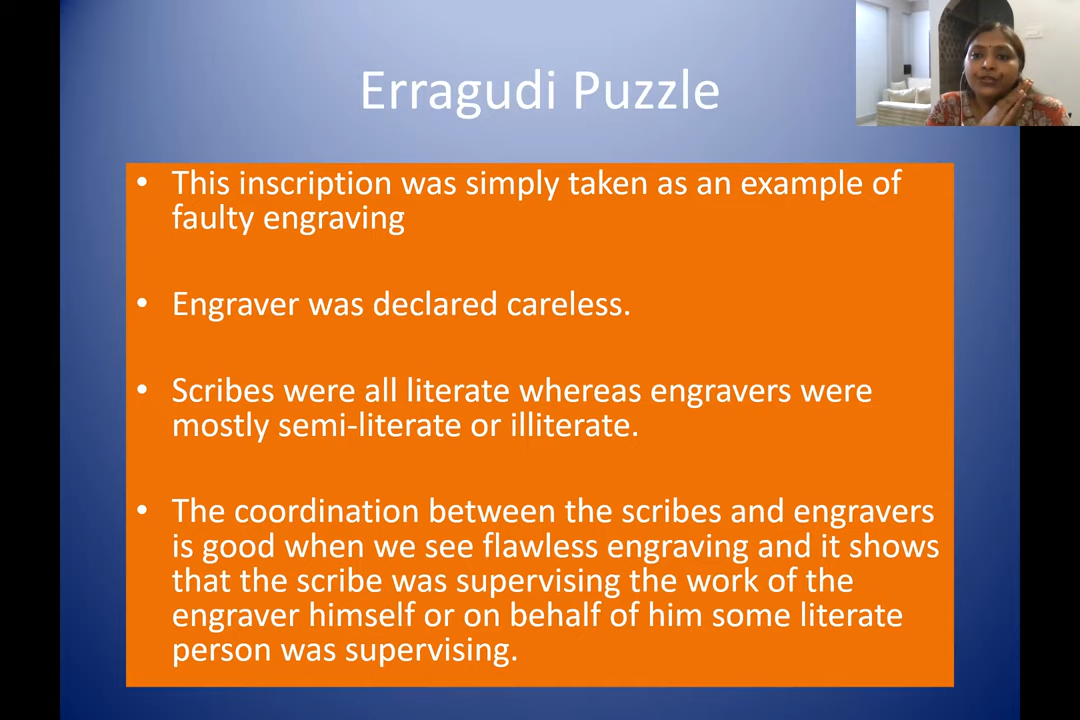 Erragudi Puzzle
• This inscription was simply taken as an example of
faulty engraving
• Engraver was declared careless.
• Scribes were all literate whereas engravers were
mostly semi-literate or illiterate.
• The coordination between the scribes and engravers
is good when we see flawless engraving and it shows
that the scribe was supervising the work of the
engraver himself or on behalf of him some literate
person was supervising.